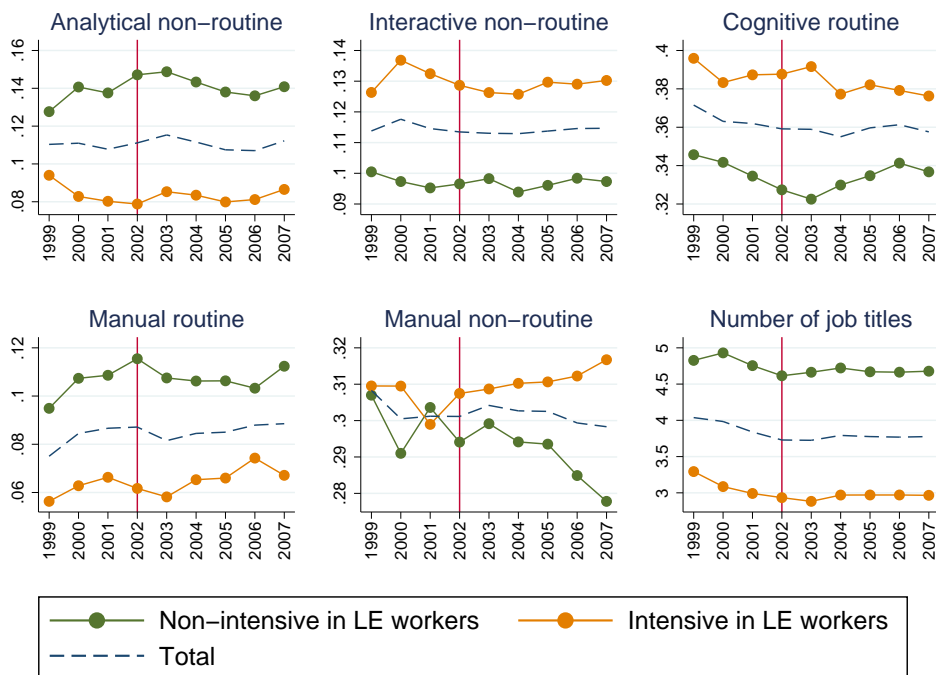 Analytical non−routine
.16
.14
.12
.1
.08
1999 2000 2001 2002 2003 2004 2005 2006 2007
Interactive non−routine
.14
.13
.12
.11
.1
.09
1999 2000 2001 2002 2003 2004 2005 2006 2007
Cognitive routine
.4
.38
.36
.34
.32
1999 2000 2001 2002 2003 2004 2005 2006 2007
Manual routine
.12
.1
.08
.06
1999 2000 2001 2002 2003 2004 2005 2006 2007
Manual non−routine
.32
.31
.3
.29
.28
1999 2000 2001 2002 2003 2004 2005 2006 2007
Number of job titles
5
4.5
4
3.5
3
1999 2000 2001 2002 2003 2004 2005 2006 2007
Non−intensive in LE workers
Intensive in LE workers
Total